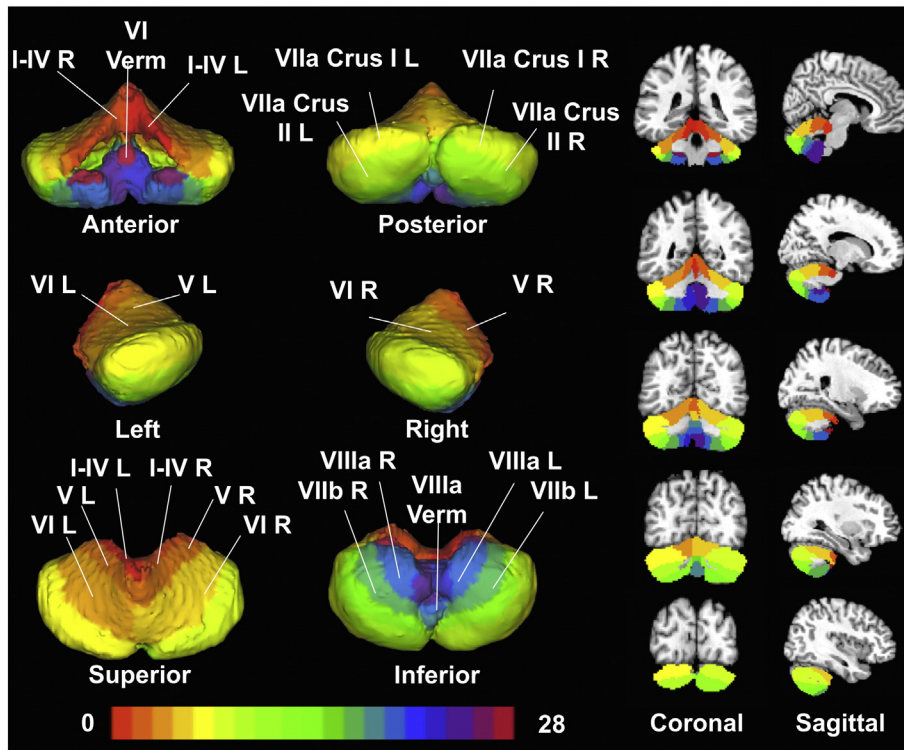 VI
Verm
I-IV R
I-IV L
VIIa Crus I L
VIIa Crus I R
VIIa Crus
II L
VIIa Crus
II R
Anterior
Posterior
VI L
V L
VI R
V R
Left
Right
I-IV L
I-IV R
V L
V R
VI L
VI R
VIIIa R
VIIIa L
VIIb R
VIIIa
Verm
VIIb L
Superior
Inferior
0
28
Coronal
Sagittal